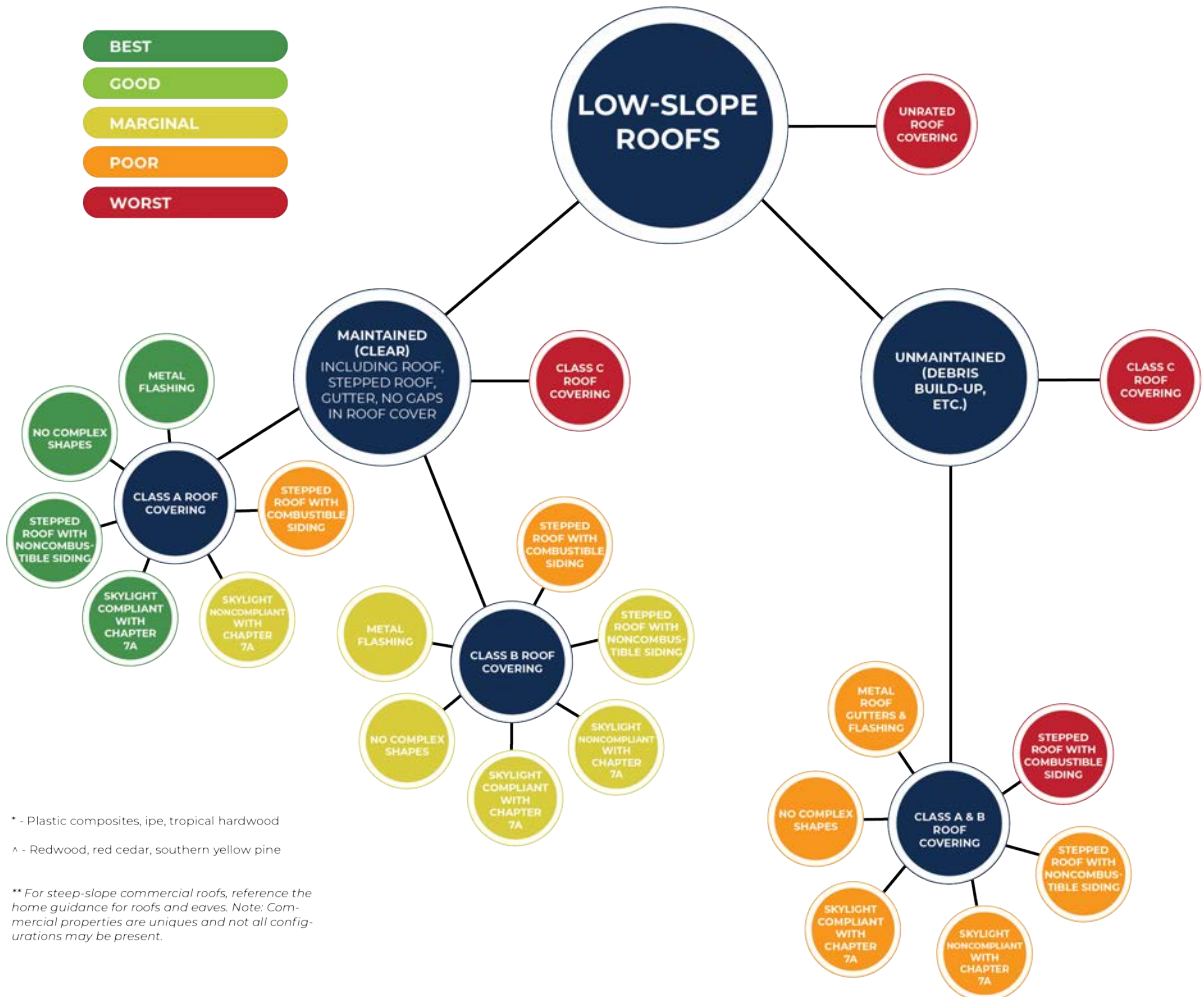 BEST
GOOD
MARGINAL
POOR
WORST
LOW-SLOPE
ROOFS
UNRATED
ROOF
COVERING
MAINTAINED
(CLEAR)
INCLUDING ROOF,
STEPPED ROOF,
GUTTER, NO GAPS
IN ROOF COVER
CLASS C
ROOF
COVERING
UNMAINTAINED
(DEBRIS
BUILD-UP,
ETC.)
CLASS C
ROOF
COVERING
METAL
FLASHING
NO COMPLEX
SHAPES
CLASS A ROOF
COVERING
STEPPED
ROOF WITH
COMBUSTIBLE
SIDING
STEPPED
ROOF WITH
NONCOMBUS-
TIBLE SIDING
SKYLIGHT
COMPLIANT
WITH
CHAPTER
7A
SKYLIGHT
NONCOMPLIANT
WITH
CHAPTER
7A
STEPPED
ROOF WITH
COMBUSTIBLE
SIDING
METAL
FLASHING
CLASS B ROOF
COVERING
STEPPED
ROOF WITH
NONCOMBUS-
TIBLE SIDING
NO COMPLEX
SHAPES
SKYLIGHT
COMPLIANT
WITH
CHAPTER
7A
SKYLIGHT
NONCOMPLIANT
WITH
CHAPTER
7A
METAL
ROOF
GUTTERS &
FLASHING
STEPPED
ROOF WITH
COMBUSTIBLE
SIDING
NO COMPLEX
SHAPES
CLASS A & B
ROOF
COVERING
STEPPED
ROOF WITH
NONCOMBUS-
TIBLE SIDING
SKYLIGHT
COMPLIANT
WITH
CHAPTER
7A
SKYLIGHT
NONCOMPLIANT
WITH
CHAPTER
7A
* - Plastic composites, ipe, tropical hardwood
^ - Redwood, red cedar, southern yellow pine
** For steep-slope commercial roofs, reference the
home guidance for roofs and eaves. Note: Com-
mercial properties are uniques and not all config-
urations may be present.